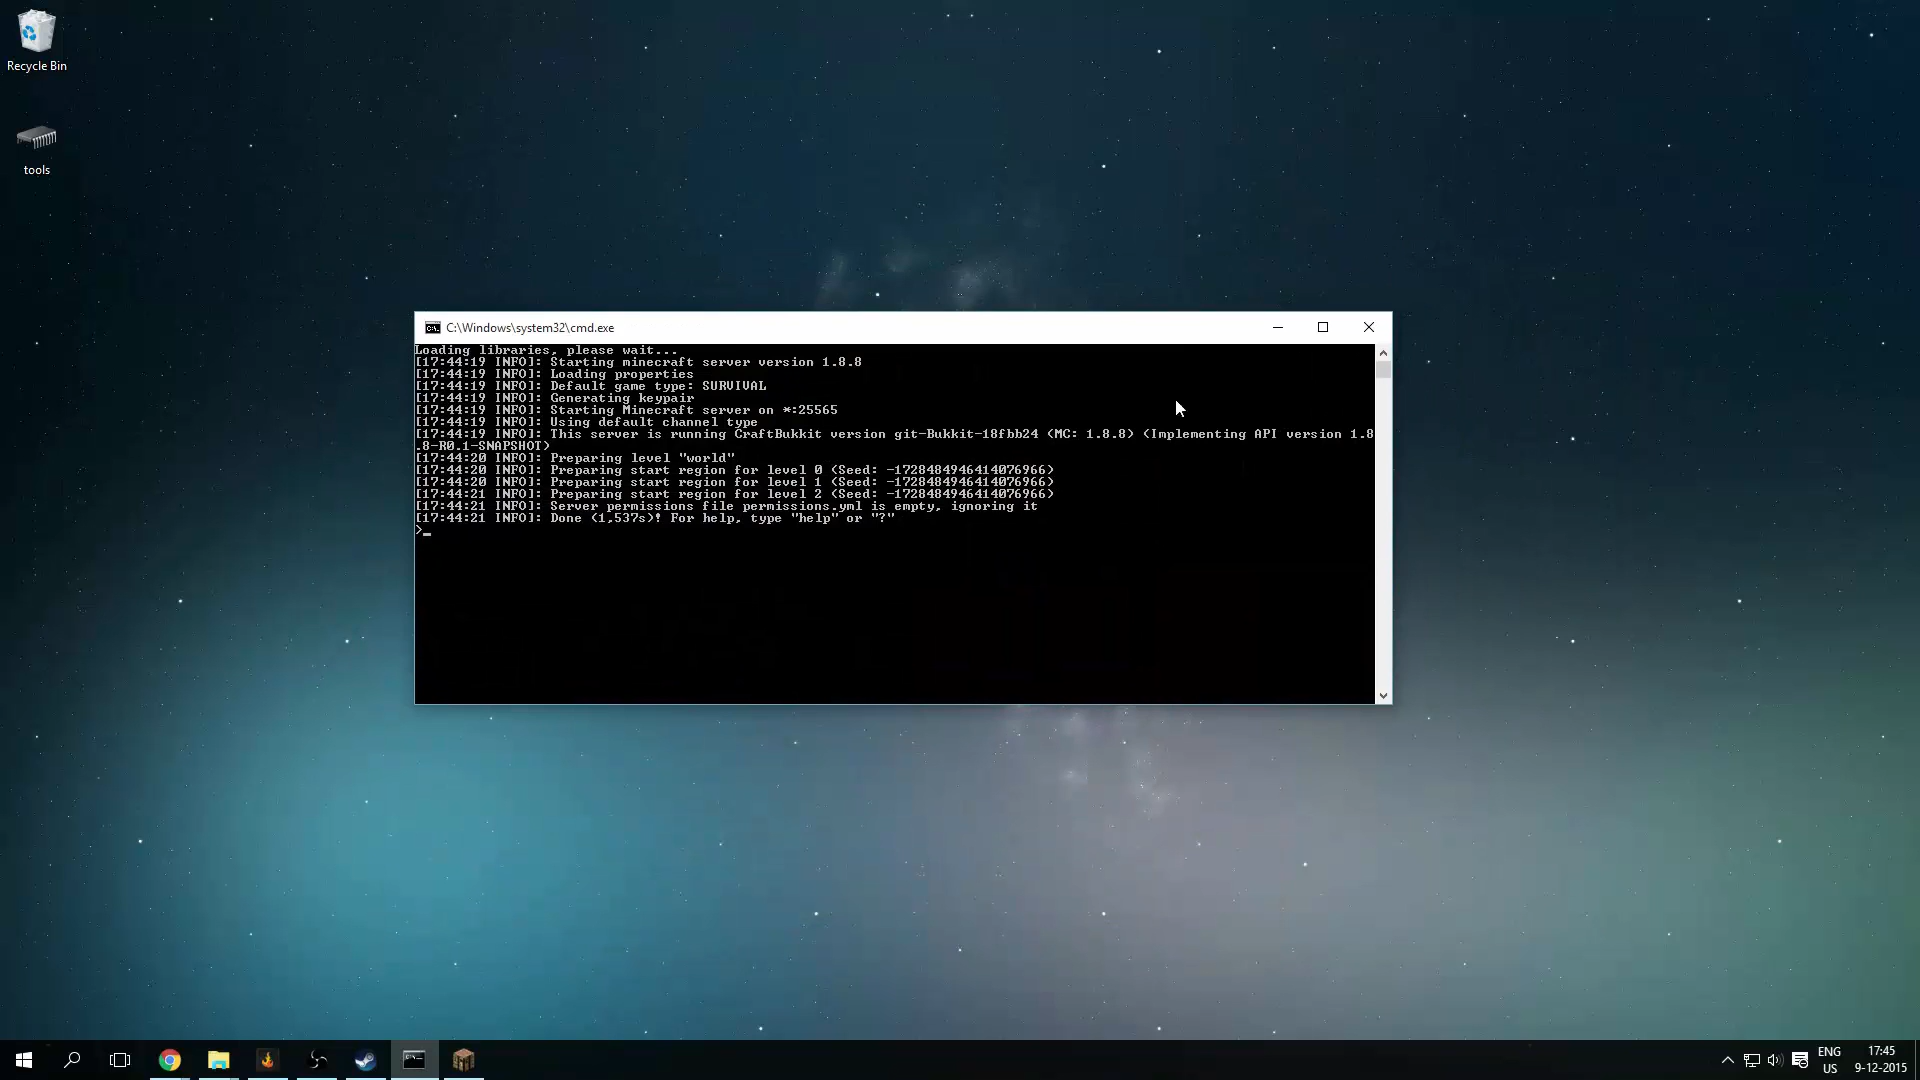 Recycle Bin
tools
C:\Windows\system32\cmd.exe
Loading libraries, please wait...
[17:44:19 INFO]: Starting minecraft server version 1.8.8
[17:44:19 INFO]: Loading properties
[17:44:19 INFO]: Default game type: SURVIVAL
[17:44:19 INFO]: Generating keypair
[17:44:19 INFO]: Starting Minecraft server on *:25565
[17:44:19 INFO]: Using default channel type
[17:44:19 INFO]: This server is running CraftBukkit version git-Bukkit-18fbb24 (MC: 1.8.8) (Implementing API version 1.8
.8-R0.1-SNAPSHOT)
[17:44:20 INFO]: Preparing level "world"
[17:44:20 INFO]: Preparing start region for level 0 (Seed: -1728484946414076966)
[17:44:20 INFO]: Preparing start region for level 1 (Seed: -1728484946414076966)
[17:44:21 INFO]: Preparing start region for level 2 (Seed: -1728484946414076966)
[17:44:21 INFO]: Server permissions file permissions.yml is empty, ignoring it
[17:44:21 INFO]: Done (1,537s)! For help, type "help" or "?"
>_
ENG
US
17:45
9-12-2015